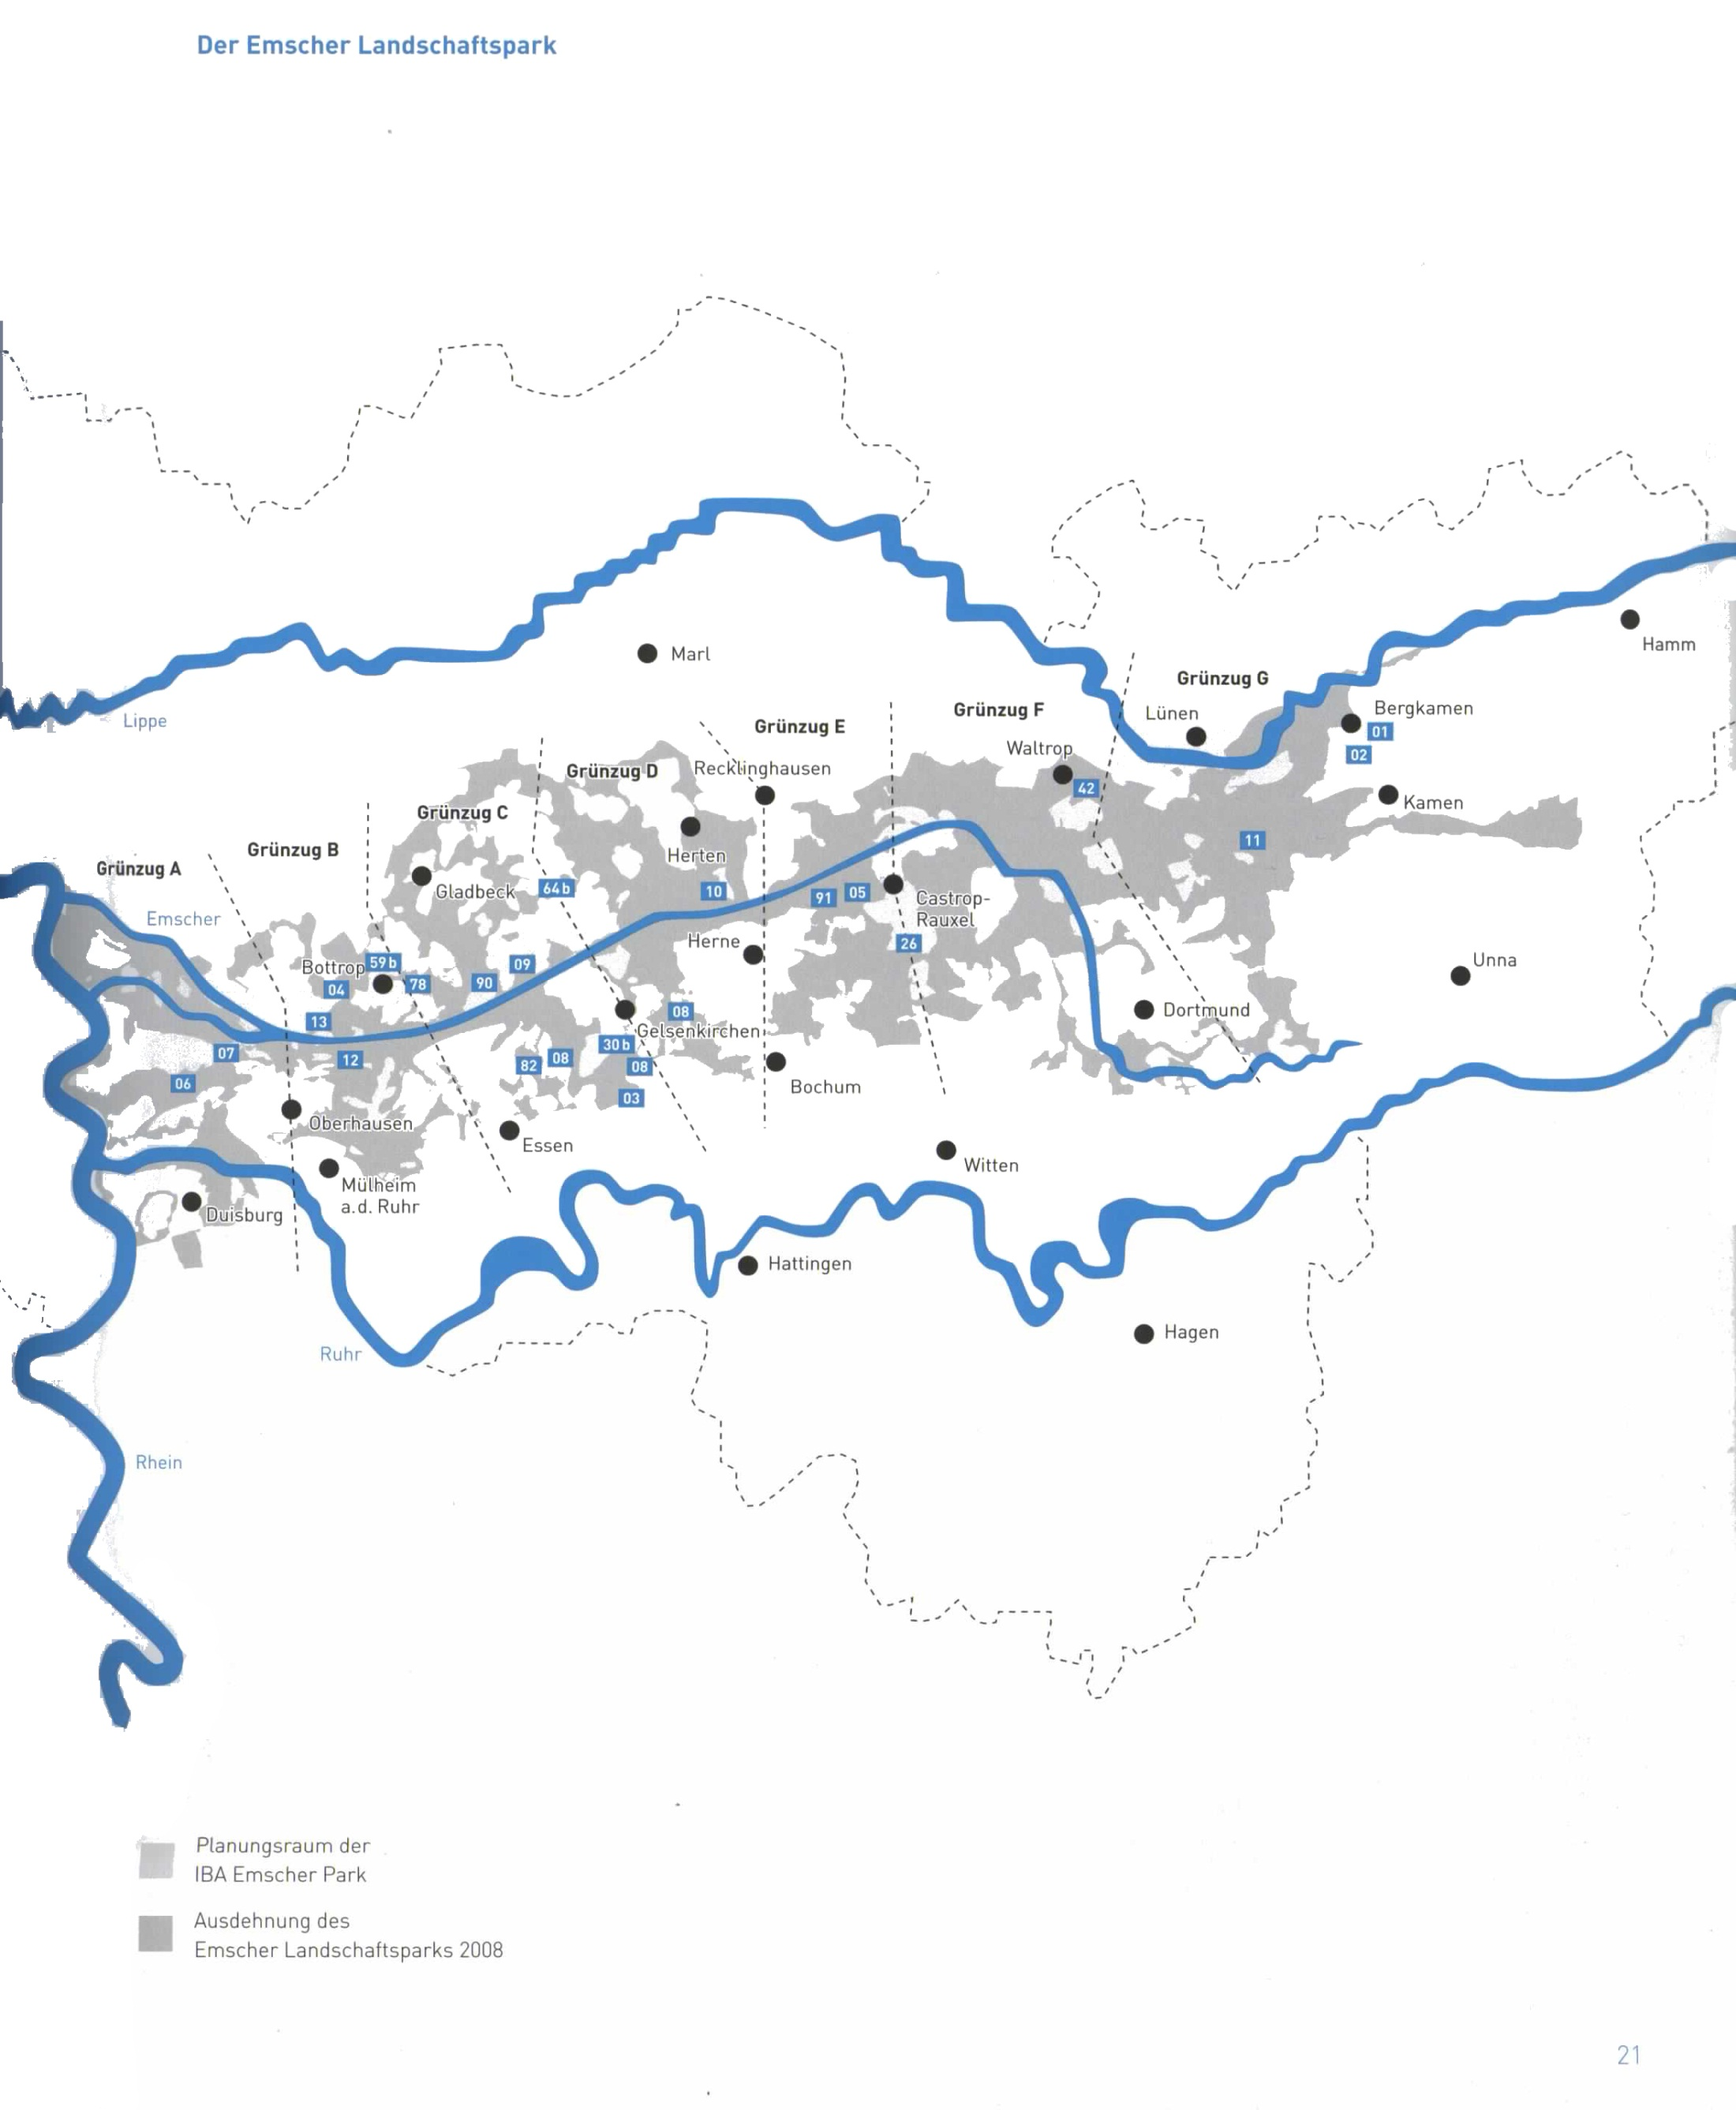 Der Emscher Landschaftspark
Marl
Hamm
Lippe
Grünzug G
Lünen
Bergkamen
01
02
Grünzug F
Grünzug E
Waltrop
42
Grünzug D
Recklinghausen
Kamen
Grünzug C
11
Grünzug B
Herten
Grünzug A
Gladbeck
64b
10
91
05
Castrop-
Rauxel
Emscher
26
Herne
Unna
Bottrop
59b
09
04
78
90
13
08
Dortmund
Gelsenkirchen
07
12
30b
82
08
08
06
03
Bochum
Oberhausen
Essen
Witten
Mülheim
a.d. Ruhr
Duisburg
Hattingen
Hagen
Ruhr
Rhein
Planungsraum der
IBA Emscher Park
Ausdehnung des
Emscher Landschaftsparks 2008
21